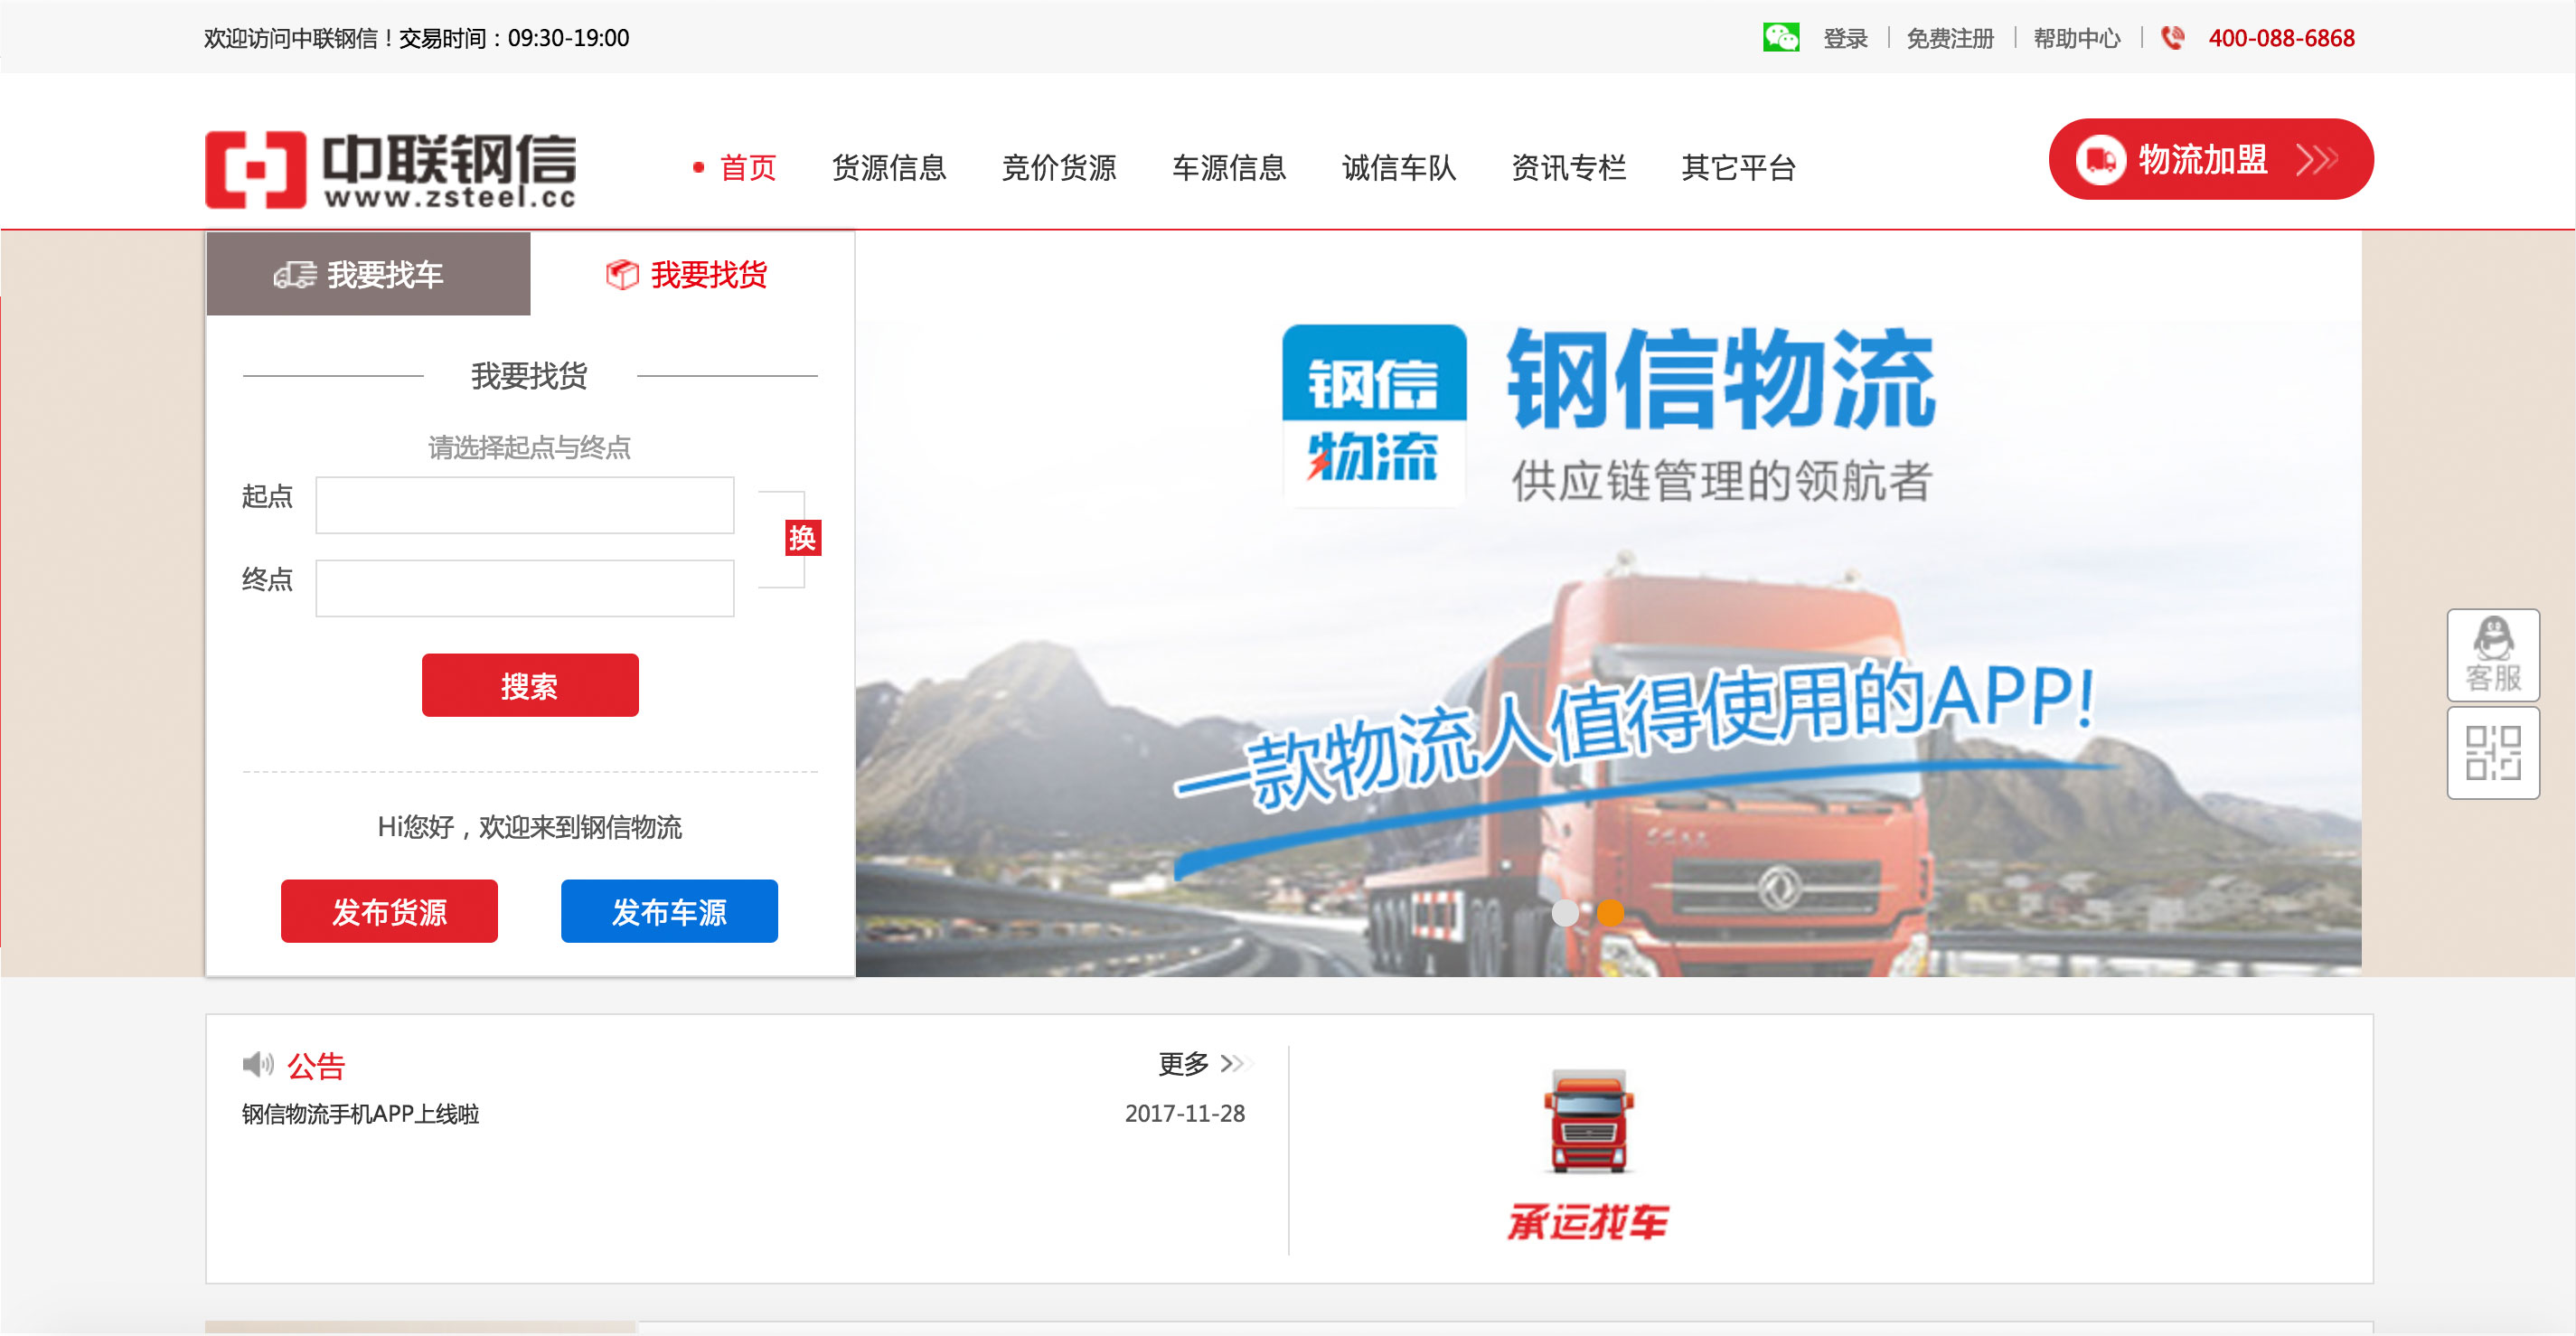 欢迎访问中联钢信！交易时间：09:30-19:00
登录
免费注册
帮助中心
400-088-6868
中联钢信
www.zsteel.cc
首页
货源信息
竞价货源
车源信息
诚信车队
资讯专栏
其它平台
物流加盟
我要找车
我要找货
我要找货
请选择起点与终点
起点
换
终点
搜索
Hi您好，欢迎来到钢信物流
发布货源
发布车源
钢信
物流
钢信物流
供应链管理的领航者
一款物流人值得使用的APP!
客服
公告
更多
钢信物流手机APP上线啦
2017-11-28
承运找车